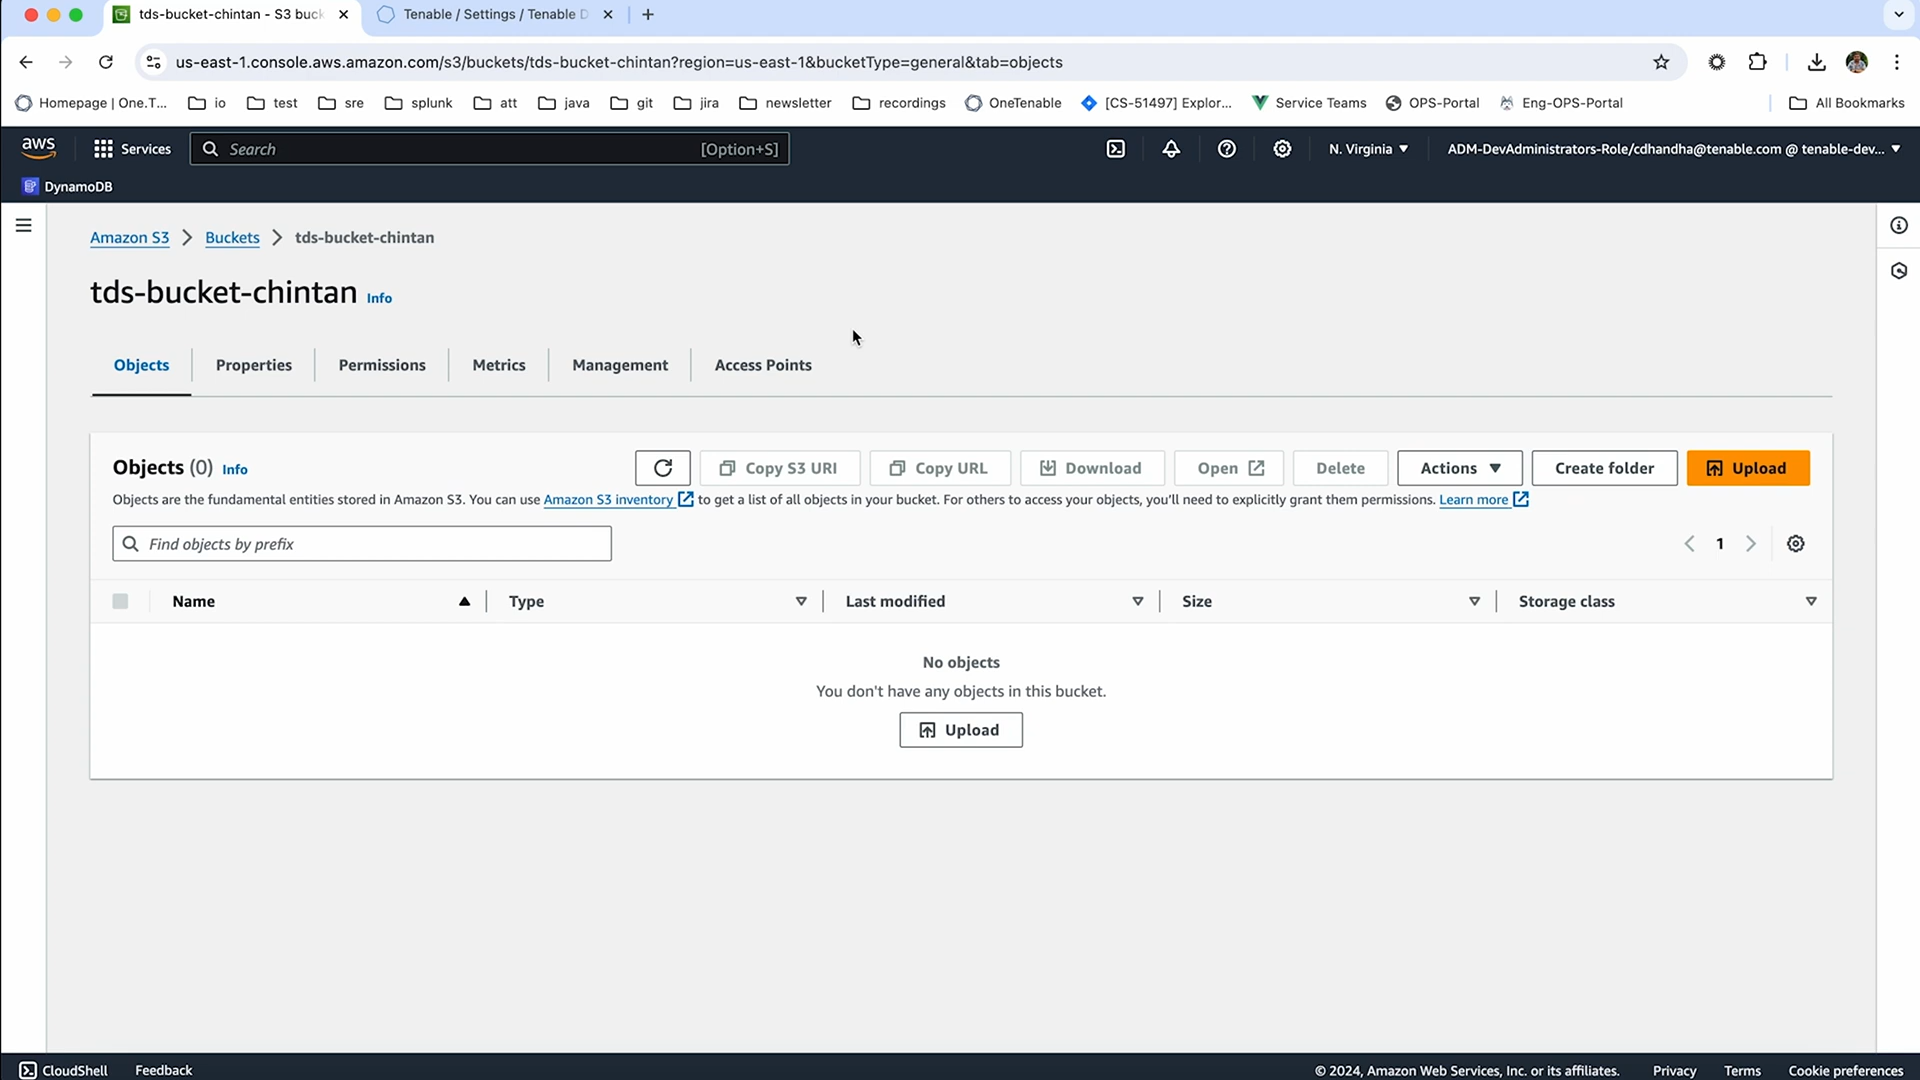 tds-bucket-chintan - S3 buck
Tenable / Settings / Tenable D
us-east-1.console.aws.amazon.com/s3/buckets/tds-bucket-chintan?region=us-east-1&bucketType=general&tab=objects
Homepage | One.T... io test sre splunk att java git jira newsletter recordings OneTenable [CS-51497] Explor... Service Teams OPS-Portal Eng-OPS-Portal All Bookmarks
aws Services Search [Option+S] N. Virginia ADM-DevAdministrators-Role/cdhandha@tenable.com @ tenable-dev...
DynamoDB
Amazon S3 Buckets tds-bucket-chintan
tds-bucket-chintan Info
Objects Properties Permissions Metrics Management Access Points
Objects (0) Info Copy S3 URI Copy URL Download Open Delete Actions Create folder Upload
Objects are the fundamental entities stored in Amazon S3. You can use Amazon S3 inventory to get a list of all objects in your bucket. For others to access your objects, you'll need to explicitly grant them permissions. Learn more
Find objects by prefix 1
Name Type Last modified Size Storage class
No objects
You don't have any objects in this bucket.
Upload
CloudShell Feedback © 2024, Amazon Web Services, Inc. or its affiliates. Privacy Terms Cookie preferences